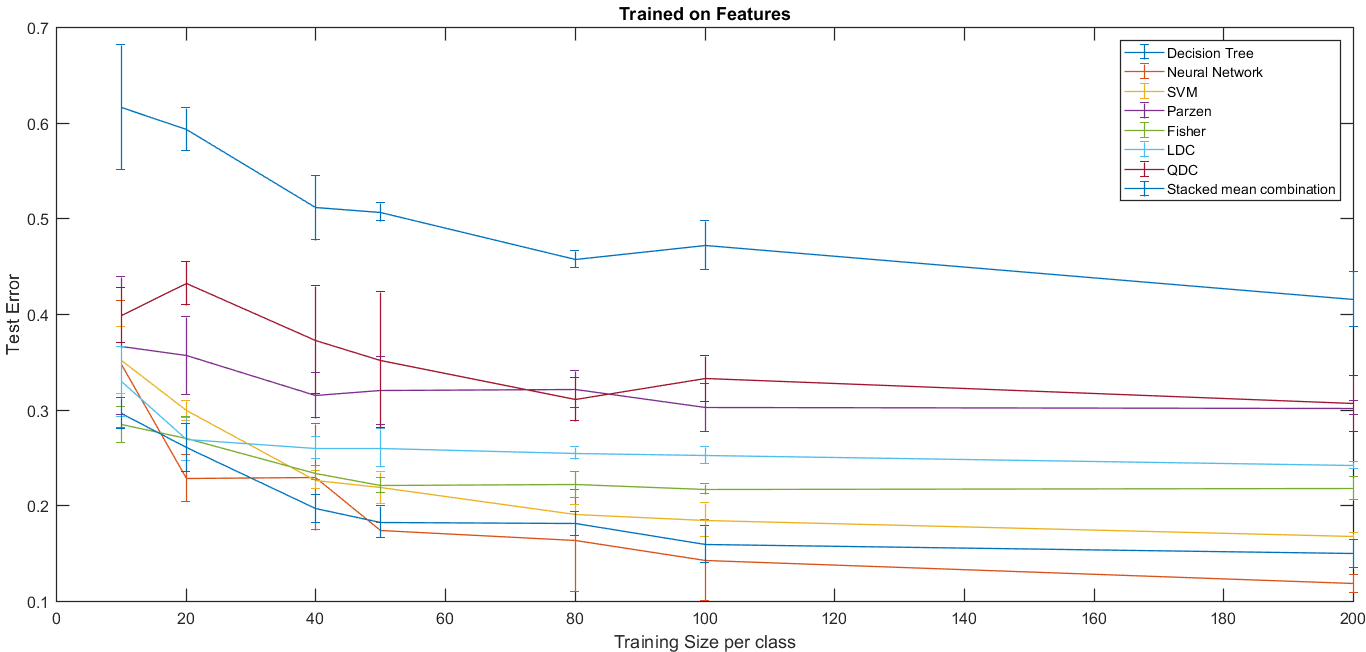 Trained on Features
0.7
0.6
0.5
0.4
0.3
0.2
0.1
Test Error
Decision Tree
Neural Network
SVM
Parzen
Fisher
LDC
QDC
Stacked mean combination
0 20 40 60 80 100 120 140 160 180 200
Training Size per class